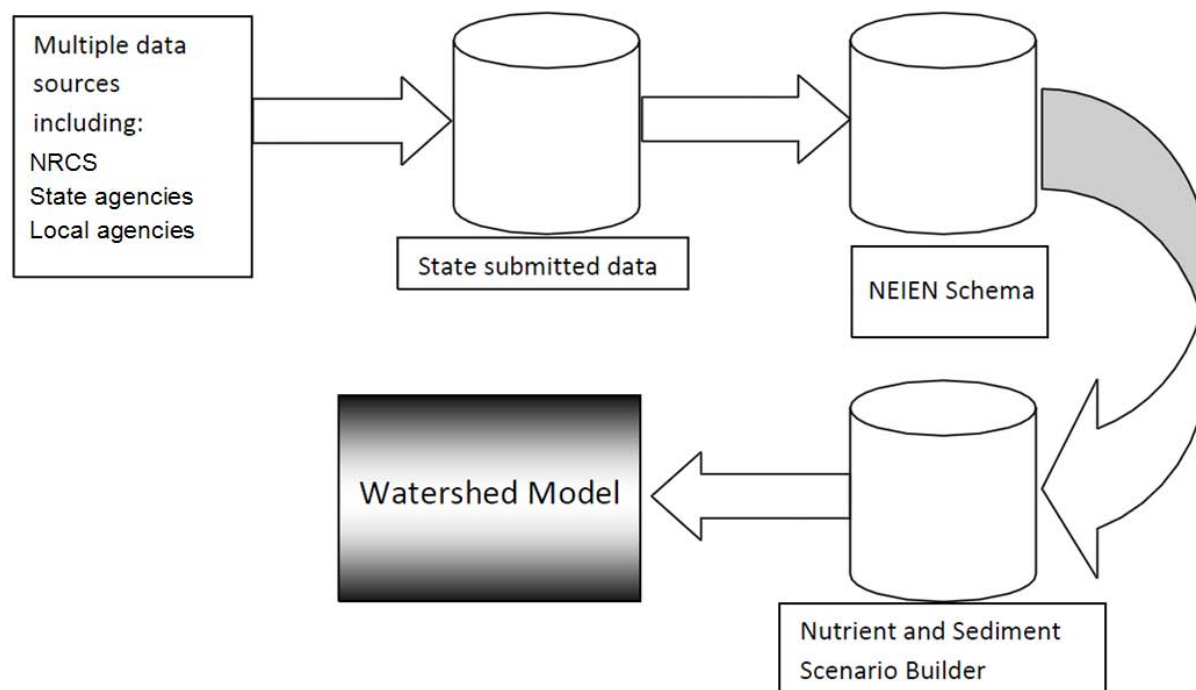 Multiple data
sources
including:
NRCS
State agencies
Local agencies
State submitted data
NEIEN Schema
Watershed Model
Nutrient and Sediment
Scenario Builder